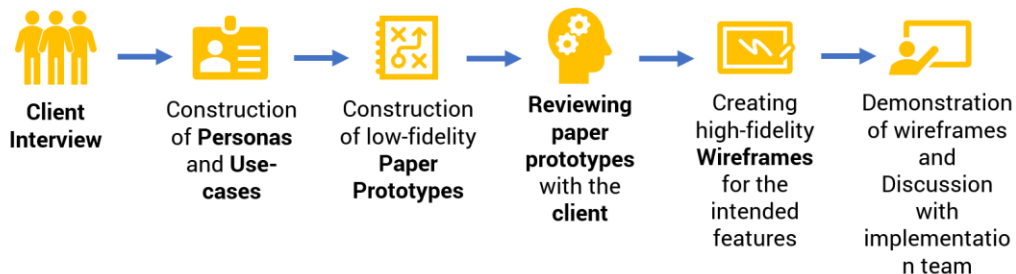 Client
Interview
Construction
of Personas
and Use-
cases
Construction
of low-fidelity
Paper
Prototypes
Reviewing
paper
prototypes
with the
client
Creating
high-fidelity
Wireframes
for the
intended
features
Demonstration
of wireframes
and
Discussion
with
implementatio
n team